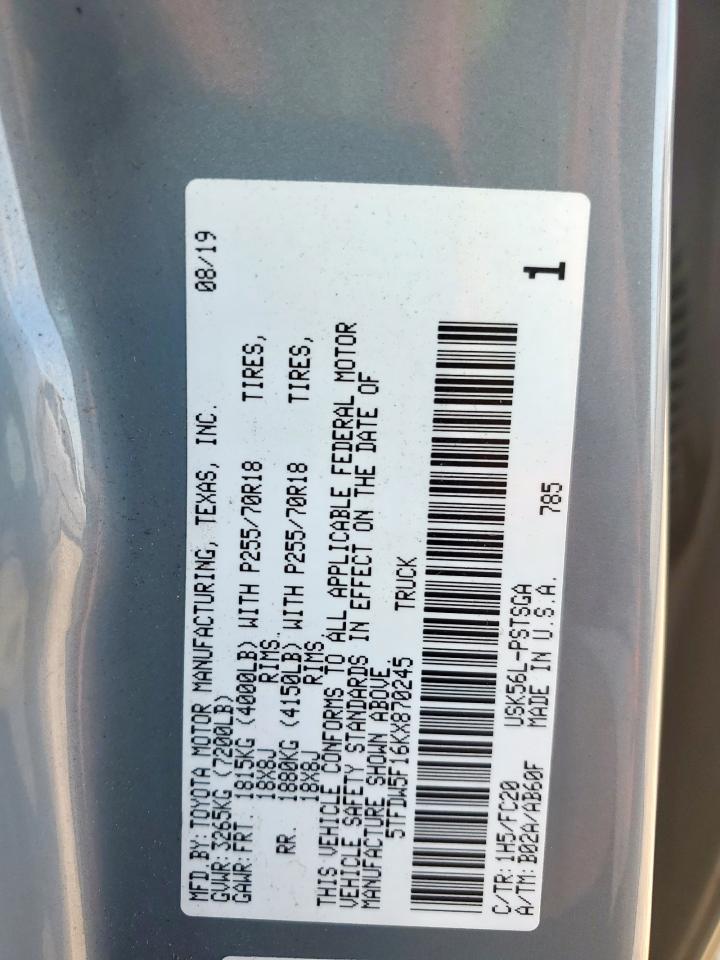 MFD BY: TOYOTA MOTOR MANUFACTURING, TEXAS, INC. 08/19
GVWR: 3265KG (7200LB)
GAWR: FRT. 1815KG (4000LB) WITH P255/70R18 TIRES,
18X8J RIMS.
RR. 1880KG (4150LB) WITH P255/70R18 TIRES,
18X8J RIMS
THIS VEHICLE CONFORMS TO ALL APPLICABLE FEDERAL MOTOR
VEHICLE SAFETY STANDARDS IN EFFECT ON THE DATE OF
MANUFACTURE SHOWN ABOVE.
5TFDW5F16KX870245 TRUCK
C/TR: 1H5/FC20 USK56L-PSTSGA 1
A/TM: B02A/AB60F MADE IN U.S.A. 785